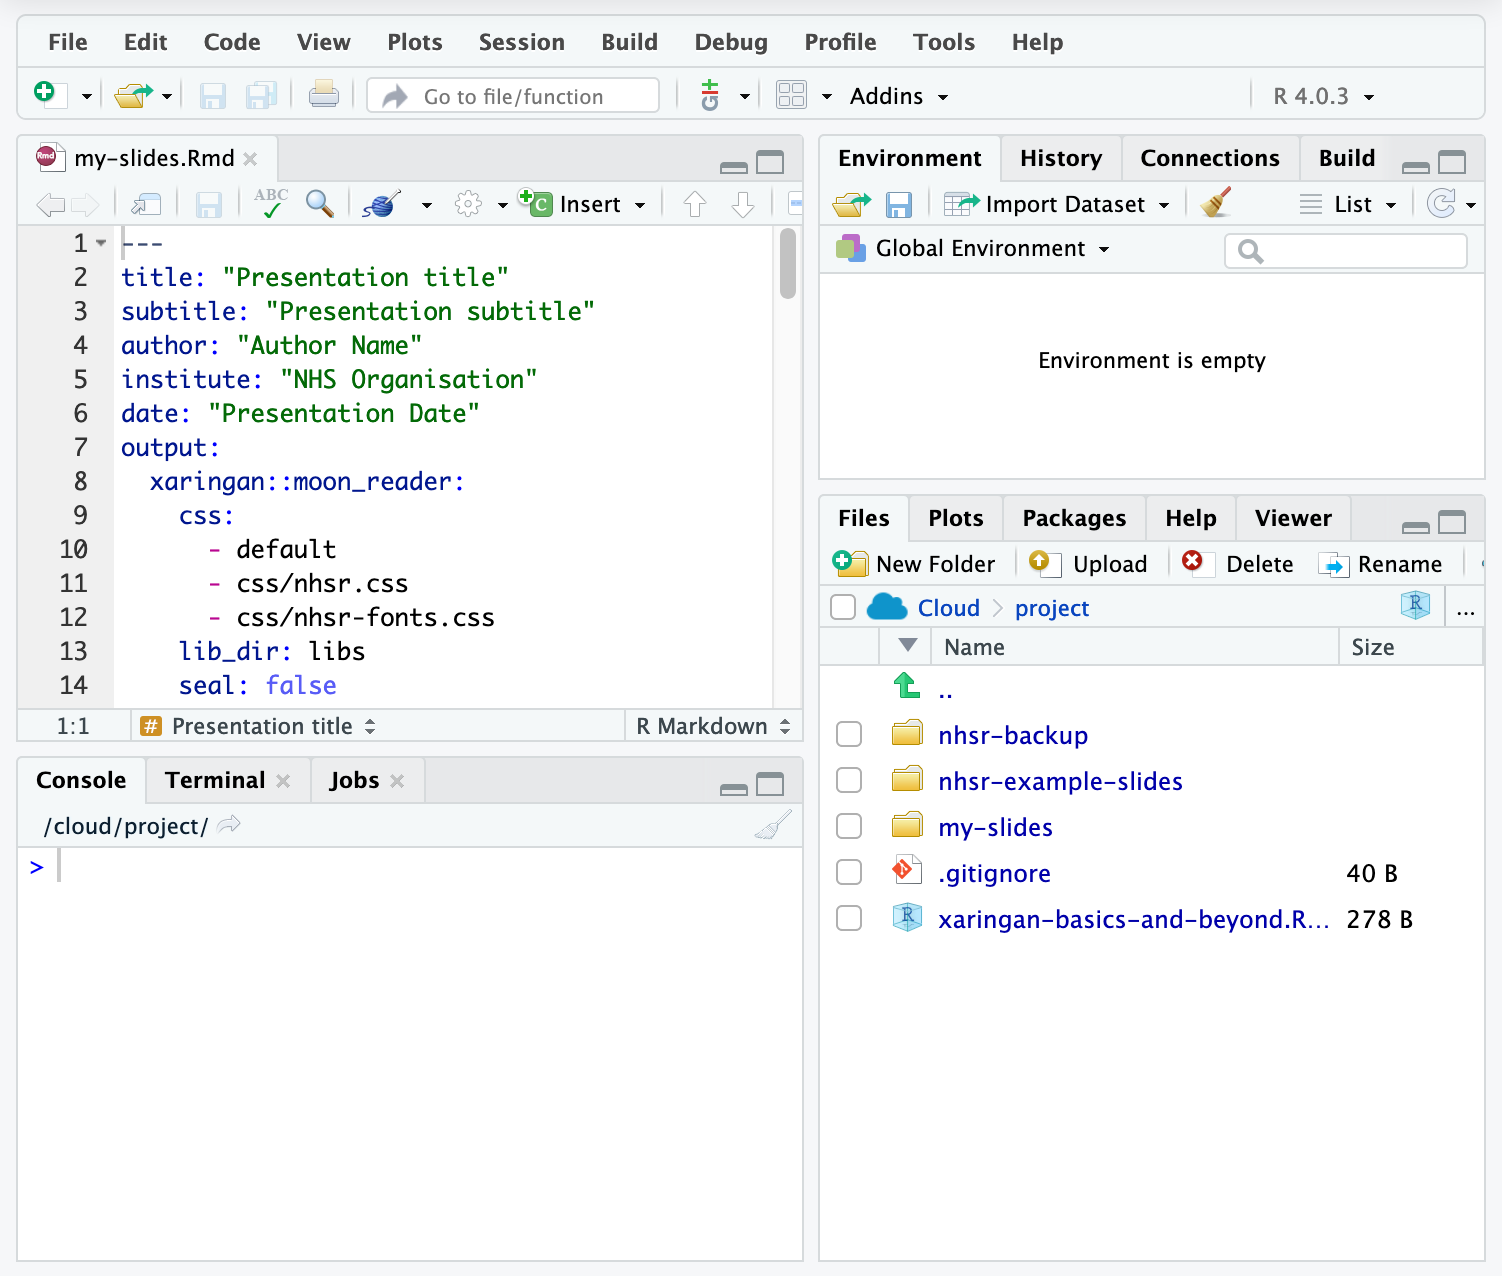 File Edit Code View Plots Session Build Debug Profile Tools Help
Go to file/function Addins R 4.0.3
my-slides.Rmd
ABC Insert
1 ---
2 title: "Presentation title"
3 subtitle: "Presentation subtitle"
4 author: "Author Name"
5 institute: "NHS Organisation"
6 date: "Presentation Date"
7 output:
8 xaringan::moon_reader:
9 css:
10 - default
11 - css/nhsr.css
12 - css/nhsr-fonts.css
13 lib_dir: libs
14 seal: false
1:1 # Presentation title R Markdown
Console Terminal Jobs
/cloud/project/
>
Environment History Connections Build
Import Dataset List
Global Environment
Environment is empty
Files Plots Packages Help Viewer
New Folder Upload Delete Rename
Cloud > project ...
Name Size
..
nhsr-backup
nhsr-example-slides
my-slides
.gitignore 40 B
xaringan-basics-and-beyond.R... 278 B